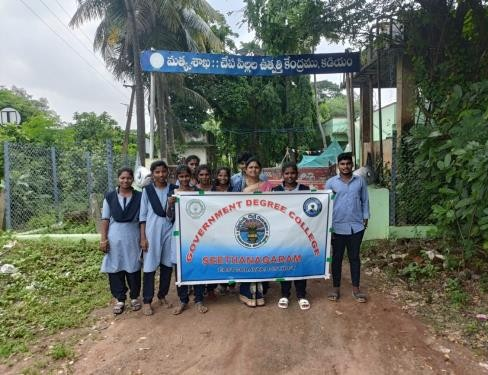 మత్స్యశాఖ :: చేప పిల్లల ఉత్పత్తి కేంద్రము, కడియం
GOVERNMENT DEGREE COLLEGE
SEETHANAGARAM
EAST GODAVARI DISTRICT